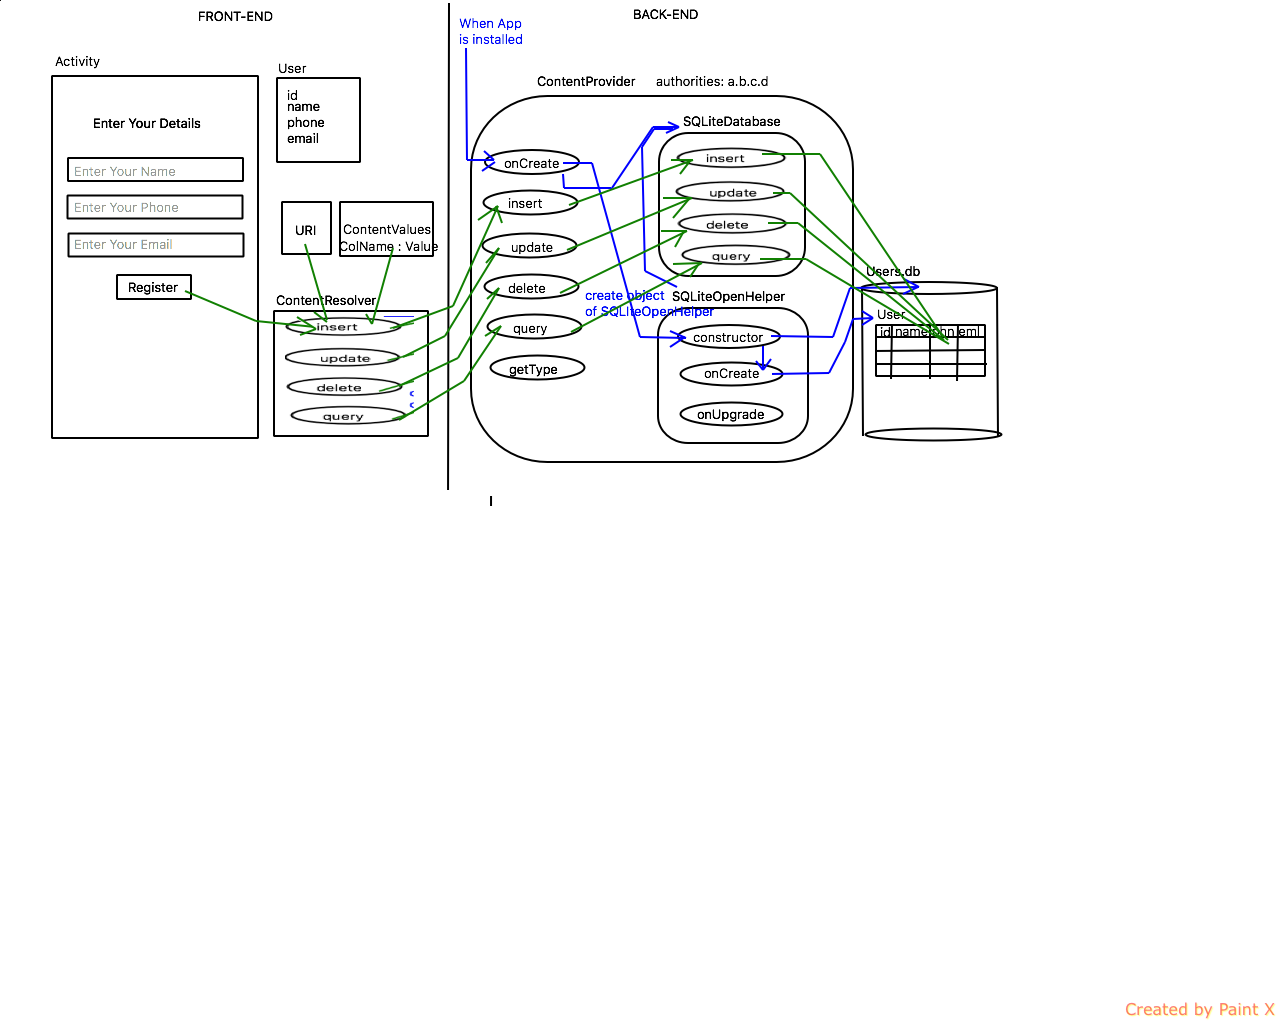 FRONT-END
BACK-END
When App
is installed
Activity
User
id
name
phone
email
Enter Your Details
Enter Your Name
Enter Your Phone
Enter Your Email
Register
URI
ContentValues
ColName : Value
ContentResolver
insert
update
delete
query
ContentProvider
authorities: a.b.c.d
onCreate
insert
update
delete
query
getType
SQLiteDatabase
insert
update
delete
query
create object
of SQLiteOpenHelper
SQLiteOpenHelper
constructor
onCreate
onUpgrade
Users.db
User
id name phn eml
Created by Paint X